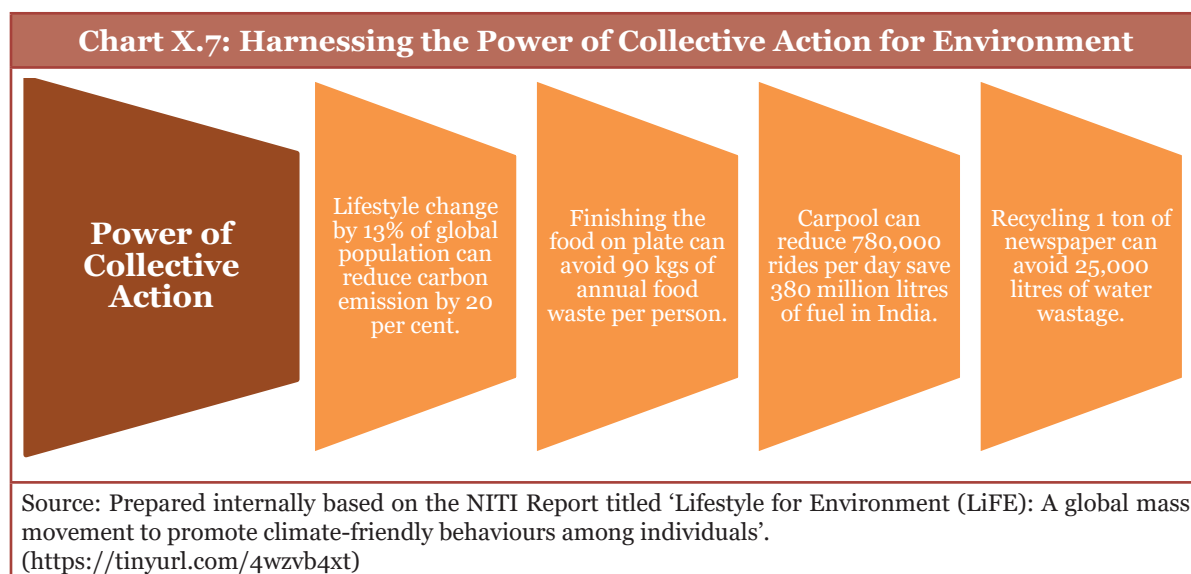 Chart X.7: Harnessing the Power of Collective Action for Environment
Power of
Collective
Action
Lifestyle change
by 13% of global
population can
reduce carbon
emission by 20
per cent.
Finishing the
food on plate can
avoid 90 kgs of
annual food
waste per person.
Carpool can
reduce 780,000
rides per day save
380 million litres
of fuel in India.
Recycling 1 ton of
newspaper can
avoid 25,000
litres of water
wastage.
Source: Prepared internally based on the NITI Report titled ‘Lifestyle for Environment (LiFE): A global mass
movement to promote climate-friendly behaviours among individuals’.
(https://tinyurl.com/4wzvb4xt)